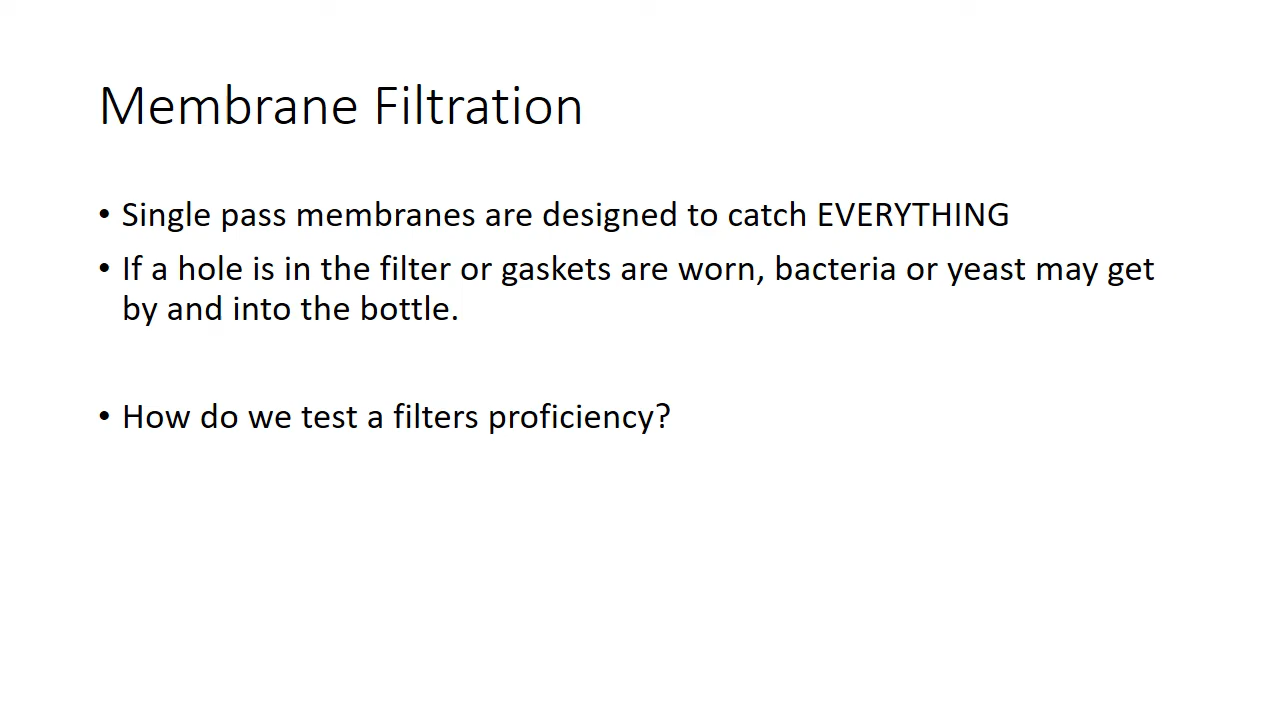 Membrane Filtration
• Single pass membranes are designed to catch EVERYTHING
• If a hole is in the filter or gaskets are worn, bacteria or yeast may get
by and into the bottle.
• How do we test a filters proficiency?